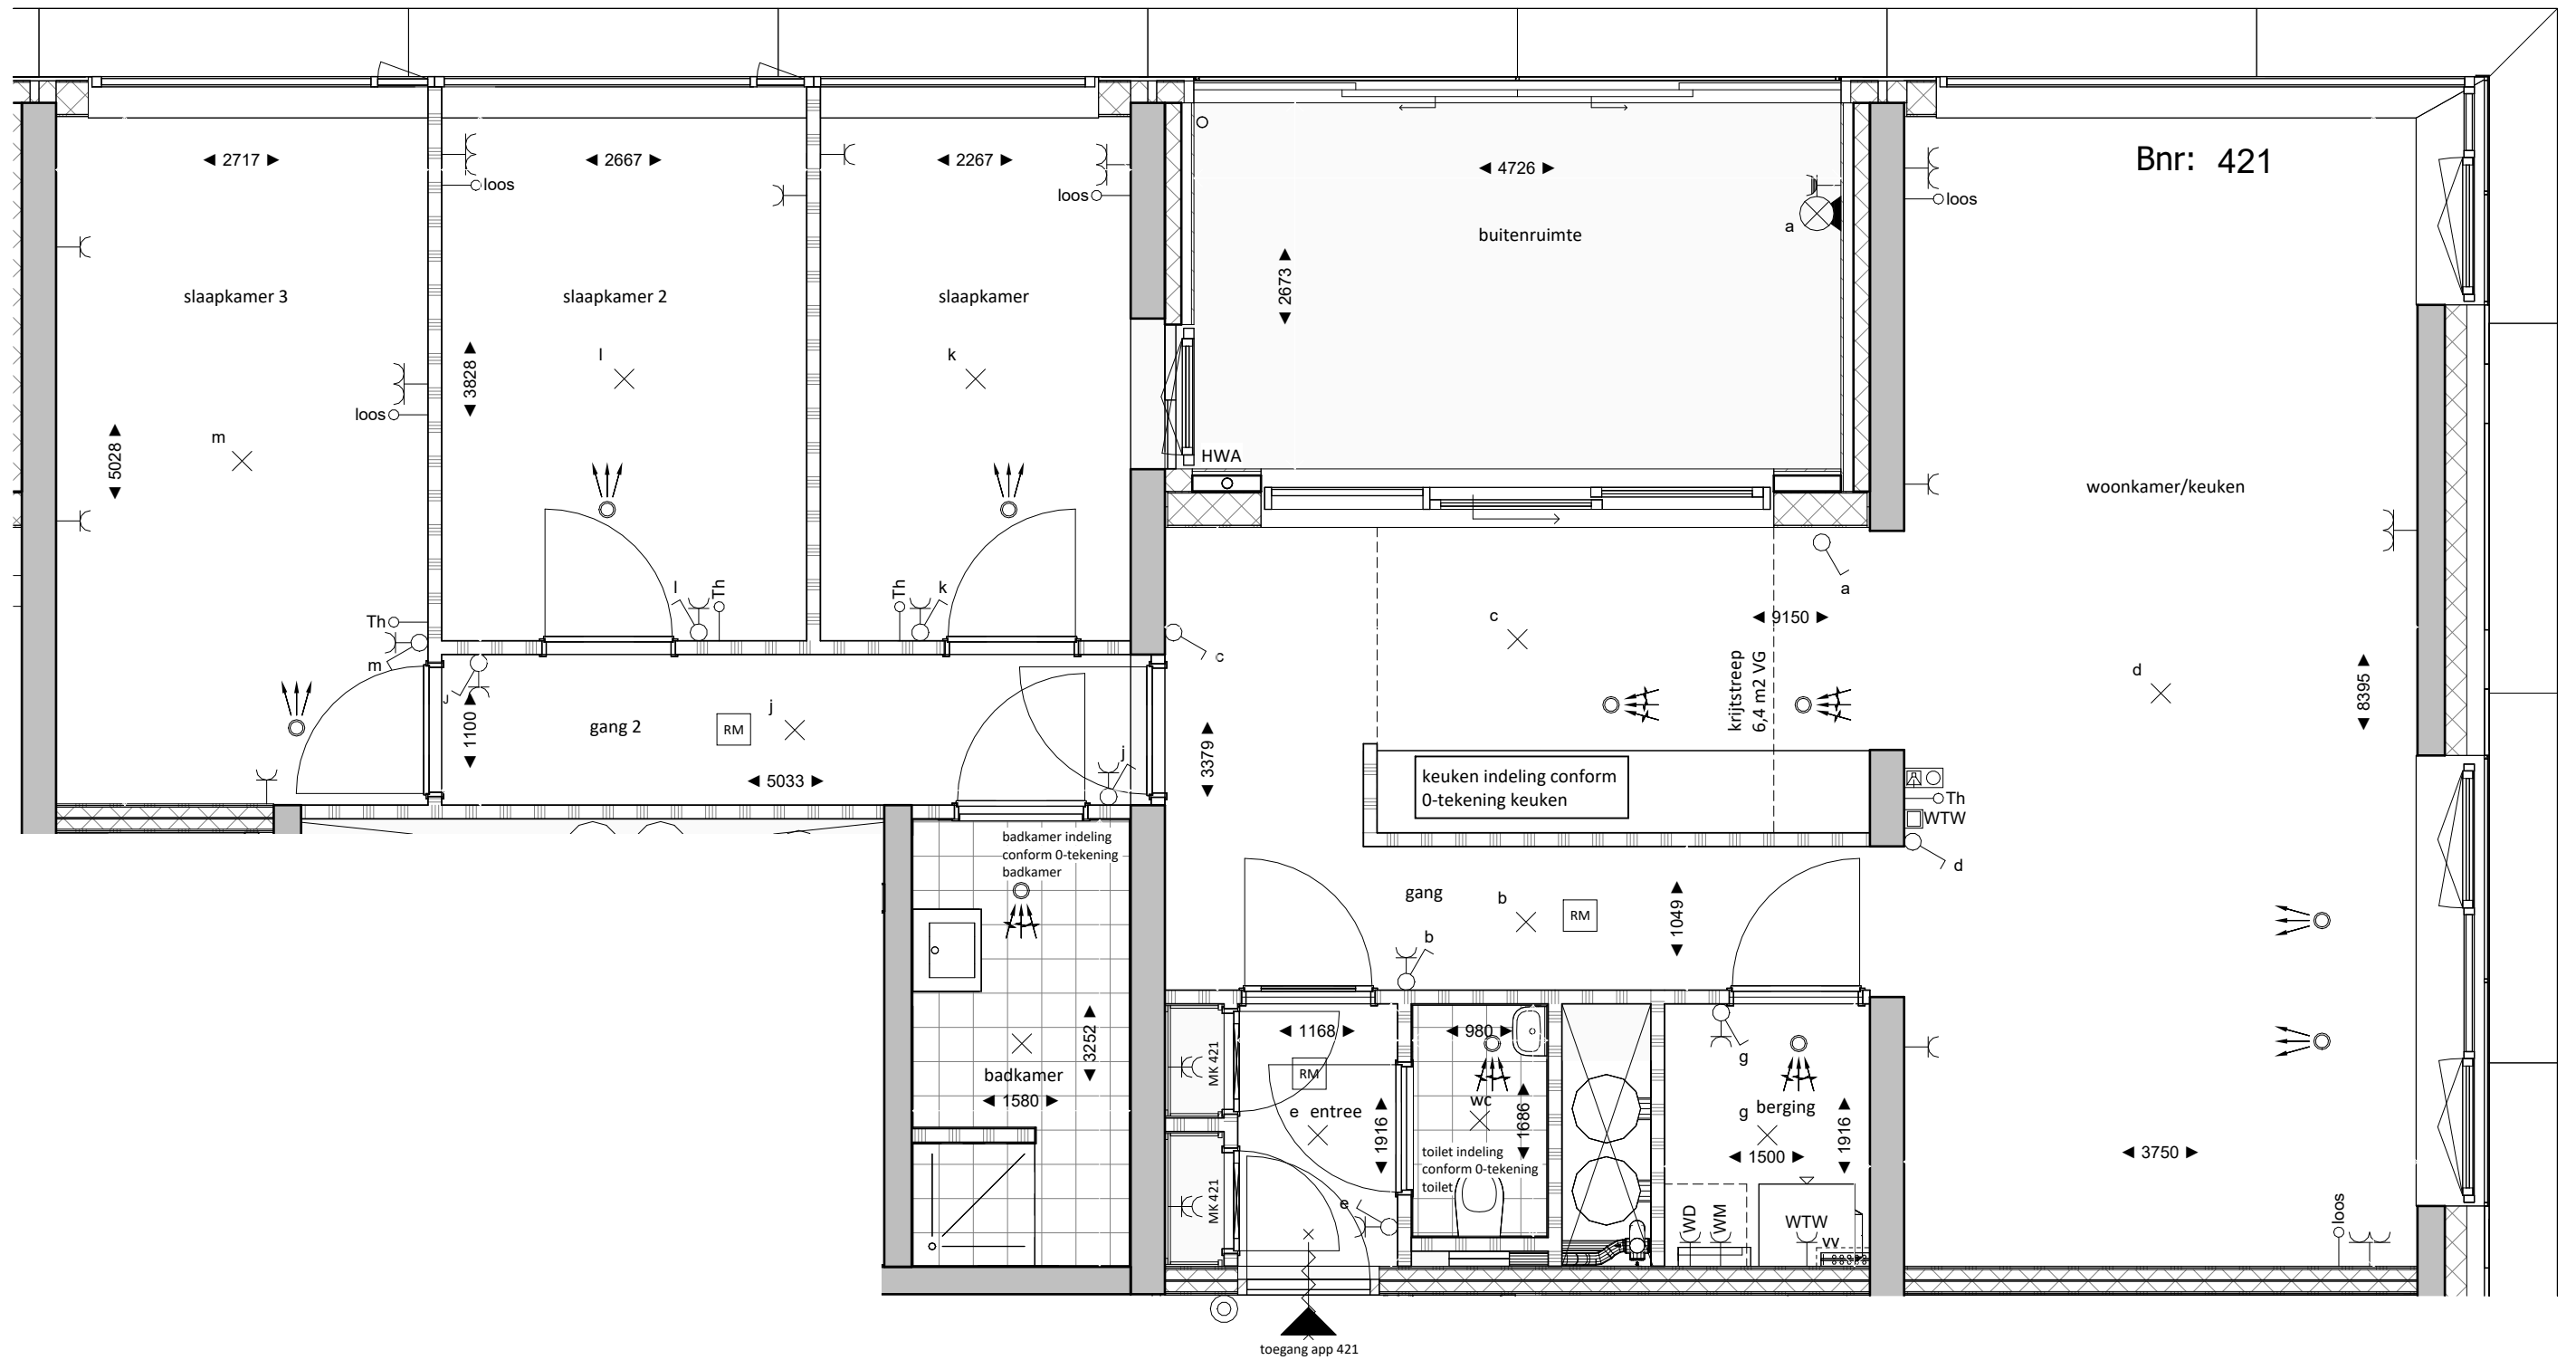 Bnr: 421
◄ 2717 ►
◄ 2667 ►
◄ 2267 ►
◄ 4726 ►
loos
loos
loos
a
buitenruimte
◄ 2673 ►
slaapkamer 3
slaapkamer 2
slaapkamer
l
k
◄ 3828 ►
loos
m
◄ 5028 ►
HWA
woonkamer/keuken
Th
m
l
Th
Th
k
c
a
c
◄ 9150 ►
krijtstreep
6,4 m2 VG
d
◄ 8395 ►
J
◄ 1100 ►
gang 2
RM
j
◄ 5033 ►
j
◄ 3379 ►
keuken indeling conform
0-tekening keuken
Th
WTW
d
badkamer indeling
conform 0-tekening
badkamer
gang
b
RM
b
◄ 1049 ►
◄ 3252 ►
badkamer
◄ 1580 ►
MK 421
MK 421
◄ 1168 ►
RM
e entree
◄ 1916 ►
e
◄ 980 ►
wc
◄ 1686 ►
toilet indeling
conform 0-tekening
toilet
g
g berging
◄ 1916 ►
◄ 1500 ►
WD
WM
WTW
VV
◄ 3750 ►
loos
toegang app 421